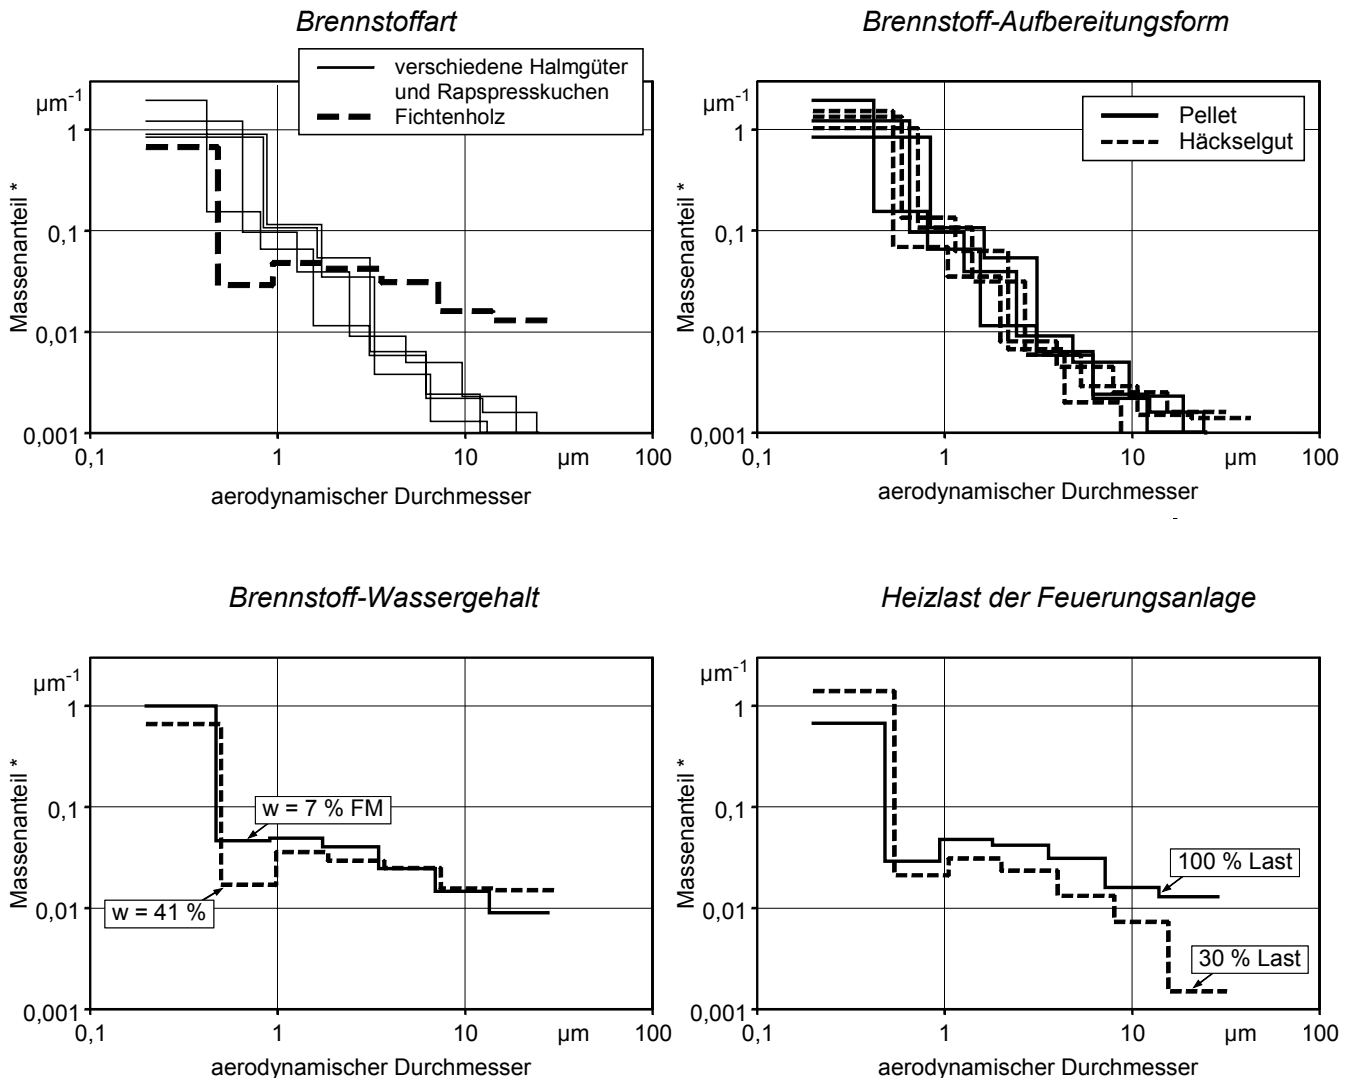 Brennstoffart
verschiedene Halmgüter
und Rapspresskuchen
Fichtenholz
µm-1
1
0,1
0,01
0,001
Massenanteil *
0,1
1
10
µm
100
aerodynamischer Durchmesser
Brennstoff-Aufbereitungsform
Pellet
Häckselgut
µm-1
1
0,1
0,01
0,001
Massenanteil *
0,1
1
10
µm
100
aerodynamischer Durchmesser
Brennstoff-Wassergehalt
µm-1
1
0,1
0,01
0,001
Massenanteil *
w = 7 % FM
w = 41 %
0,1
1
10
µm
100
aerodynamischer Durchmesser
Heizlast der Feuerungsanlage
µm-1
1
0,1
0,01
0,001
Massenanteil *
100 % Last
30 % Last
0,1
1
10
µm
100
aerodynamischer Durchmesser